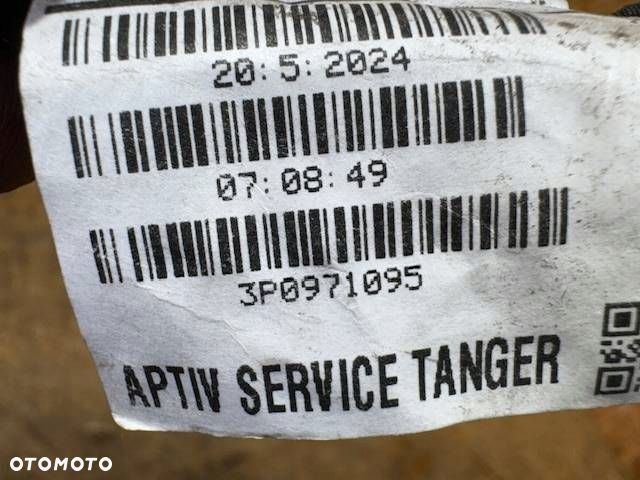 20:5:2024
07:08:49
3P0971095
APTIV SERVICE TANGER
OTOMOTO